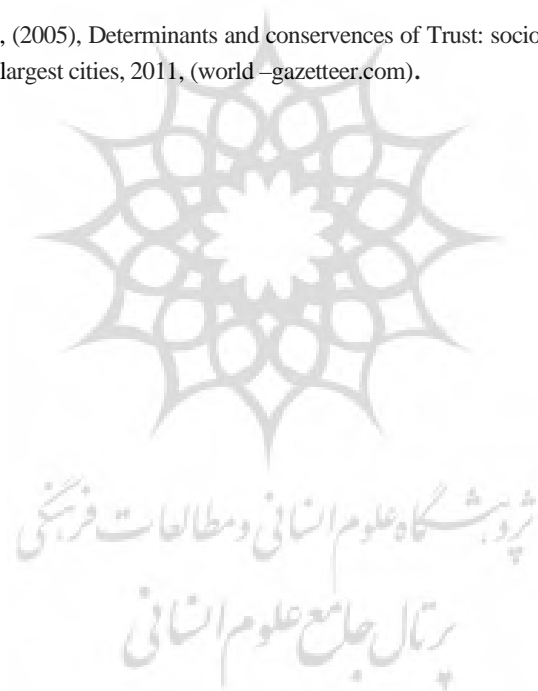 , (2005), Determinants and conservences of Trust: socio
largest cities, 2011, (world –gazetteer.com).
پژوهشگاه علوم انسانی و مطالعات فرهنگی
پرتال جامع علوم انسانی